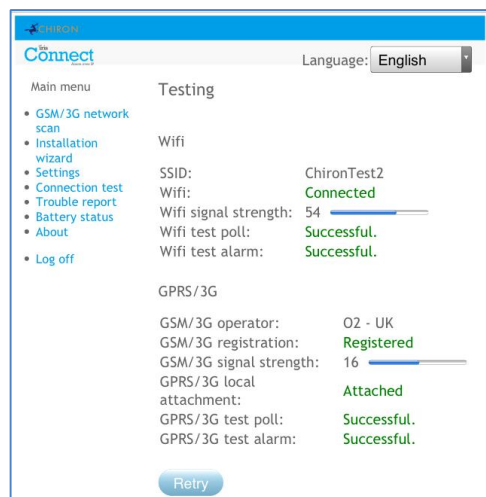 CHIRON
iris
Connect
Language: English
Main menu
Testing
GSM/3G network
scan
Installation
wizard
Settings
Connection test
Trouble report
Battery status
About
Log off
Wifi
SSID: ChironTest2
Wifi: Connected
Wifi signal strength: 54
Wifi test poll: Successful.
Wifi test alarm: Successful.
GPRS/3G
GSM/3G operator: O2 - UK
GSM/3G registration: Registered
GSM/3G signal strength: 16
GPRS/3G local
attachment: Attached
GPRS/3G test poll: Successful.
GPRS/3G test alarm: Successful.
Retry